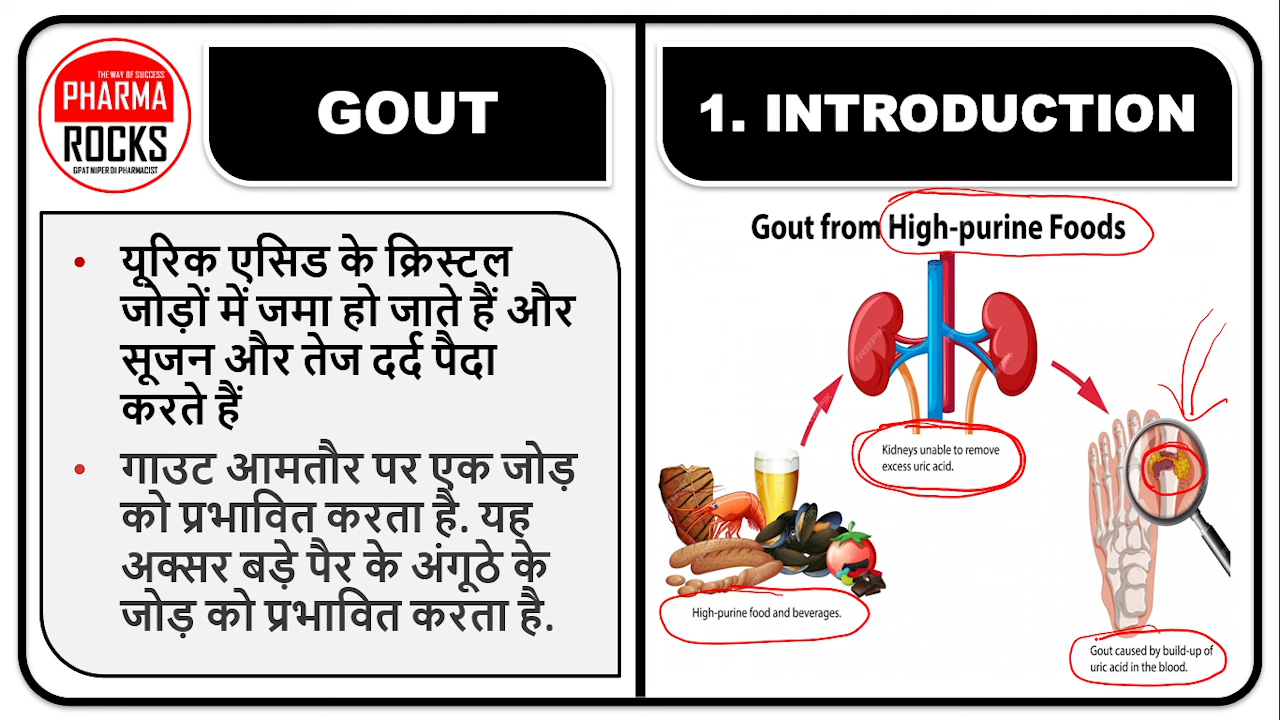 THE WAY OF SUCCESS
PHARMA
ROCKS
GPAT NIPER DI PHARMACIST
GOUT
• यूरिक एसिड के क्रिस्टल
जोड़ों में जमा हो जाते हैं और
सूजन और तेज दर्द पैदा
करते हैं
• गाउट आमतौर पर एक जोड़
को प्रभावित करता है. यह
अक्सर बड़े पैर के अंगूठे के
जोड़ को प्रभावित करता है.
1. INTRODUCTION
Gout from High-purine Foods
Kidneys unable to remove
excess uric acid.
High-purine food and beverages.
Gout caused by build-up of
uric acid in the blood.